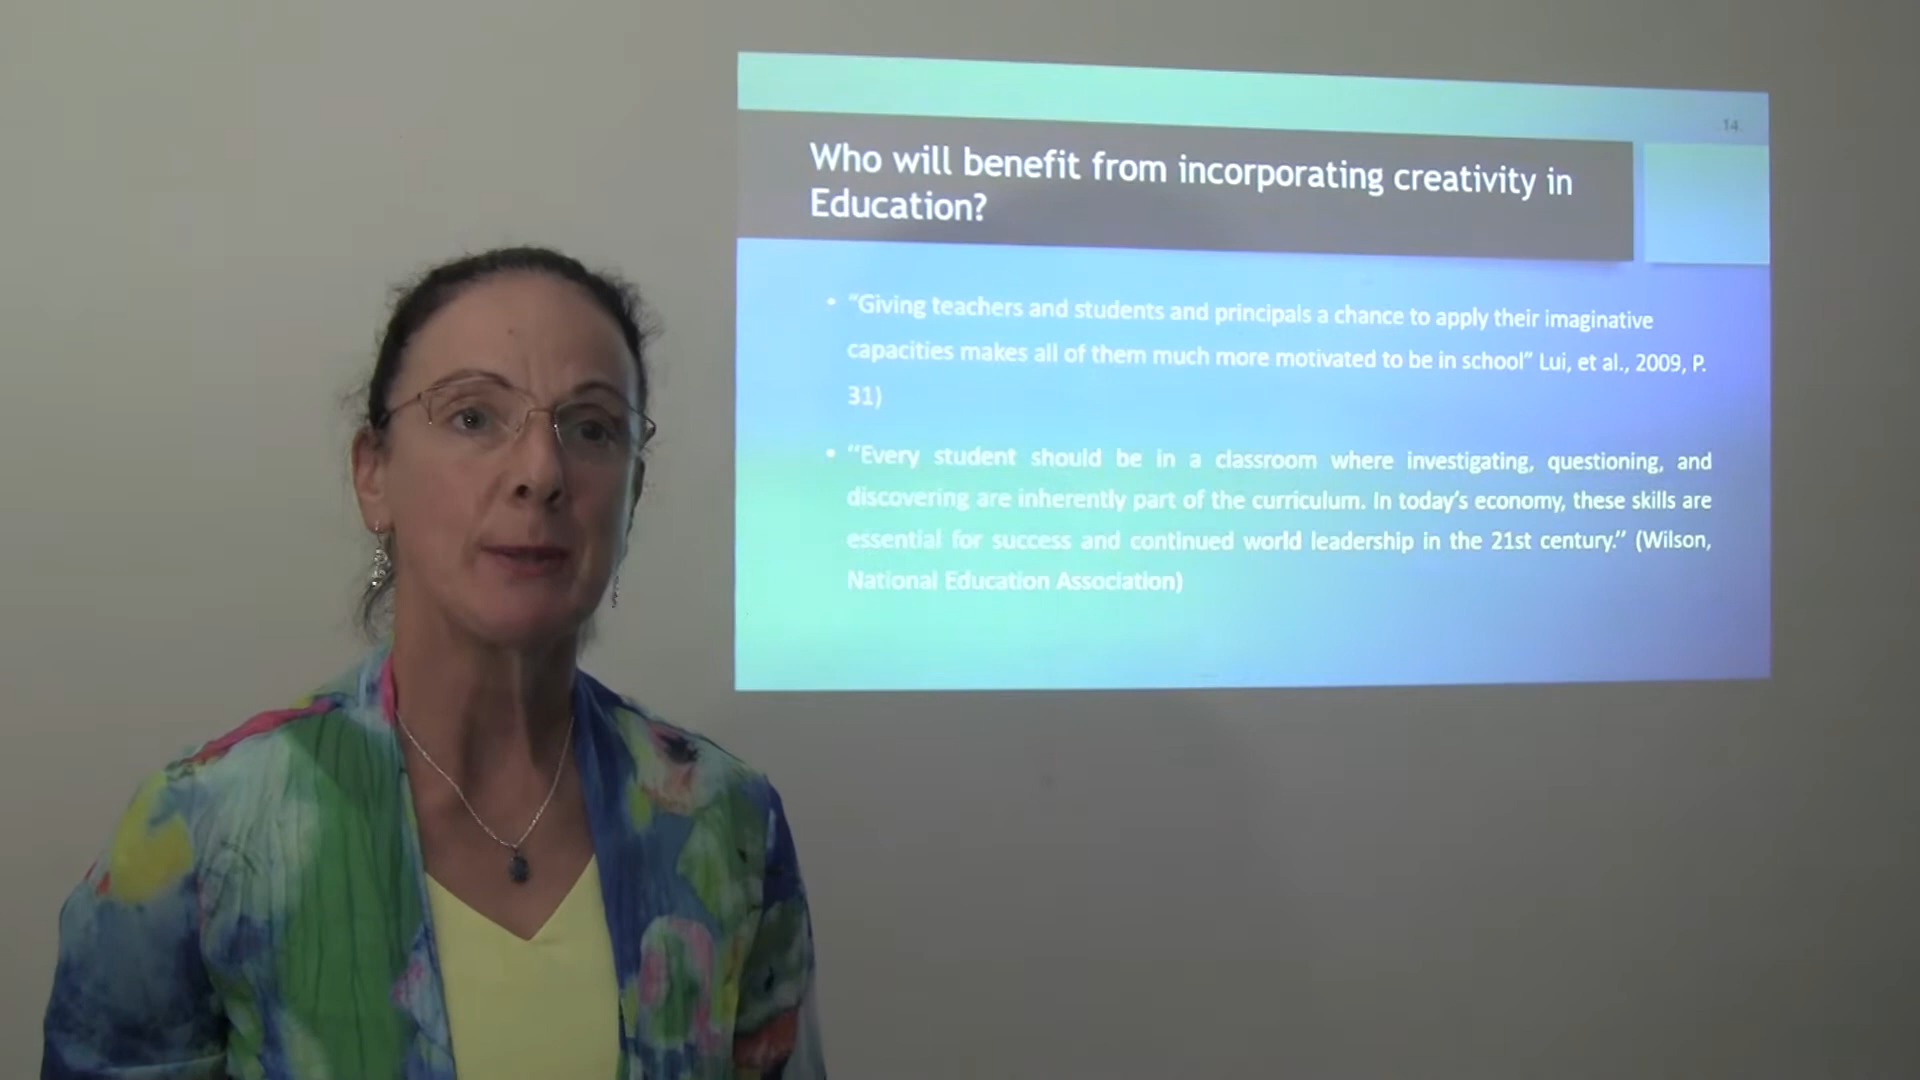 14
Who will benefit from incorporating creativity in
Education?
• “Giving teachers and students and principals a chance to apply their imaginative
capacities makes all of them much more motivated to be in school” Lui, et al., 2009, P.
31)
• “Every student should be in a classroom where investigating, questioning, and
discovering are inherently part of the curriculum. In today’s economy, these skills are
essential for success and continued world leadership in the 21st century.” (Wilson,
National Education Association)